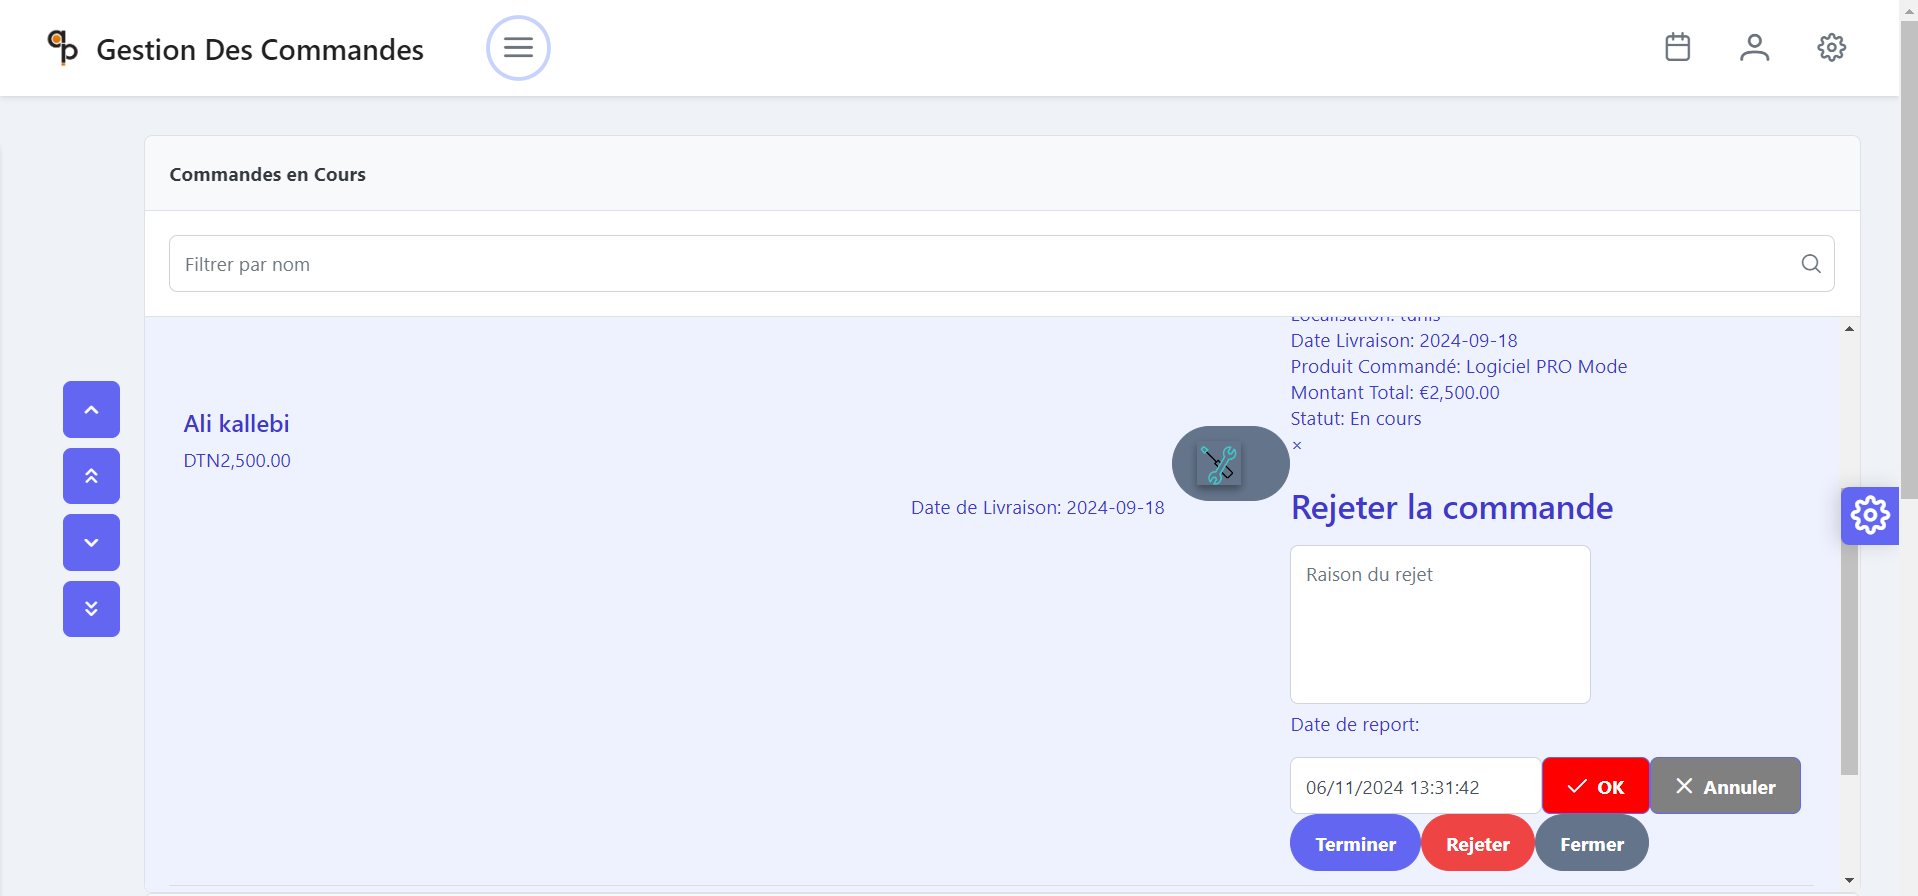 Gestion Des Commandes
Commandes en Cours
Filtrer par nom
Ali kallebi
DTN2,500.00
Date de Livraison: 2024-09-18
Localisation: tunis
Date Livraison: 2024-09-18
Produit Commandé: Logiciel PRO Mode
Montant Total: €2,500.00
Statut: En cours
×
Rejeter la commande
Raison du rejet
Date de report:
06/11/2024 13:31:42
OK
Annuler
Terminer
Rejeter
Fermer